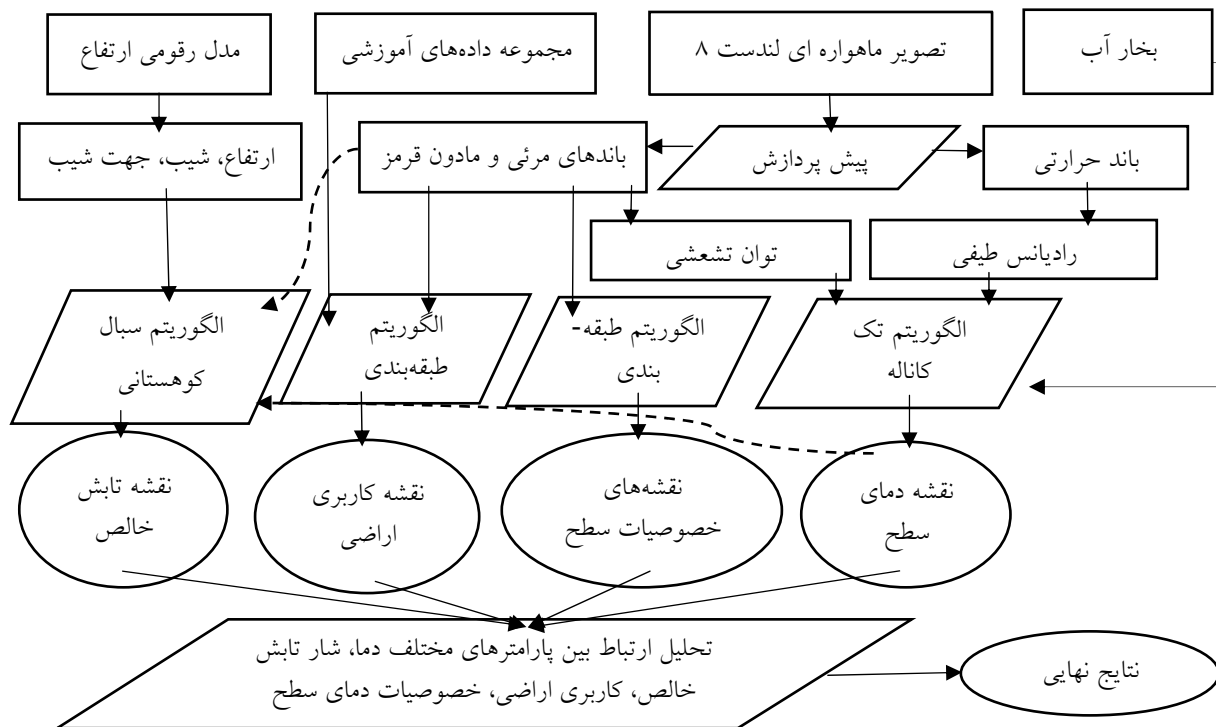 بخار آب
تصویر ماهواره ای لندست ۸
مجموعه داده‌های آموزشی
مدل رقومی ارتفاع
باند حرارتی
پیش پردازش
باندهای مرئی و مادون قرمز
ارتفاع، شیب، جهت شیب
رادیانس طیفی
توان تشعشی
الگوریتم تک
کاناله
الگوریتم طبقه-
بندی
الگوریتم
طبقه‌بندی
الگوریتم سبال
کوهستانی
نقشه دمای
سطح
نقشه‌های
خصوصیات سطح
نقشه کاربری
اراضی
نقشه تابش
خالص
تحلیل ارتباط بین پارامترهای مختلف دما، شار تابش
خالص، کاربری اراضی، خصوصیات دمای سطح
نتایج نهایی